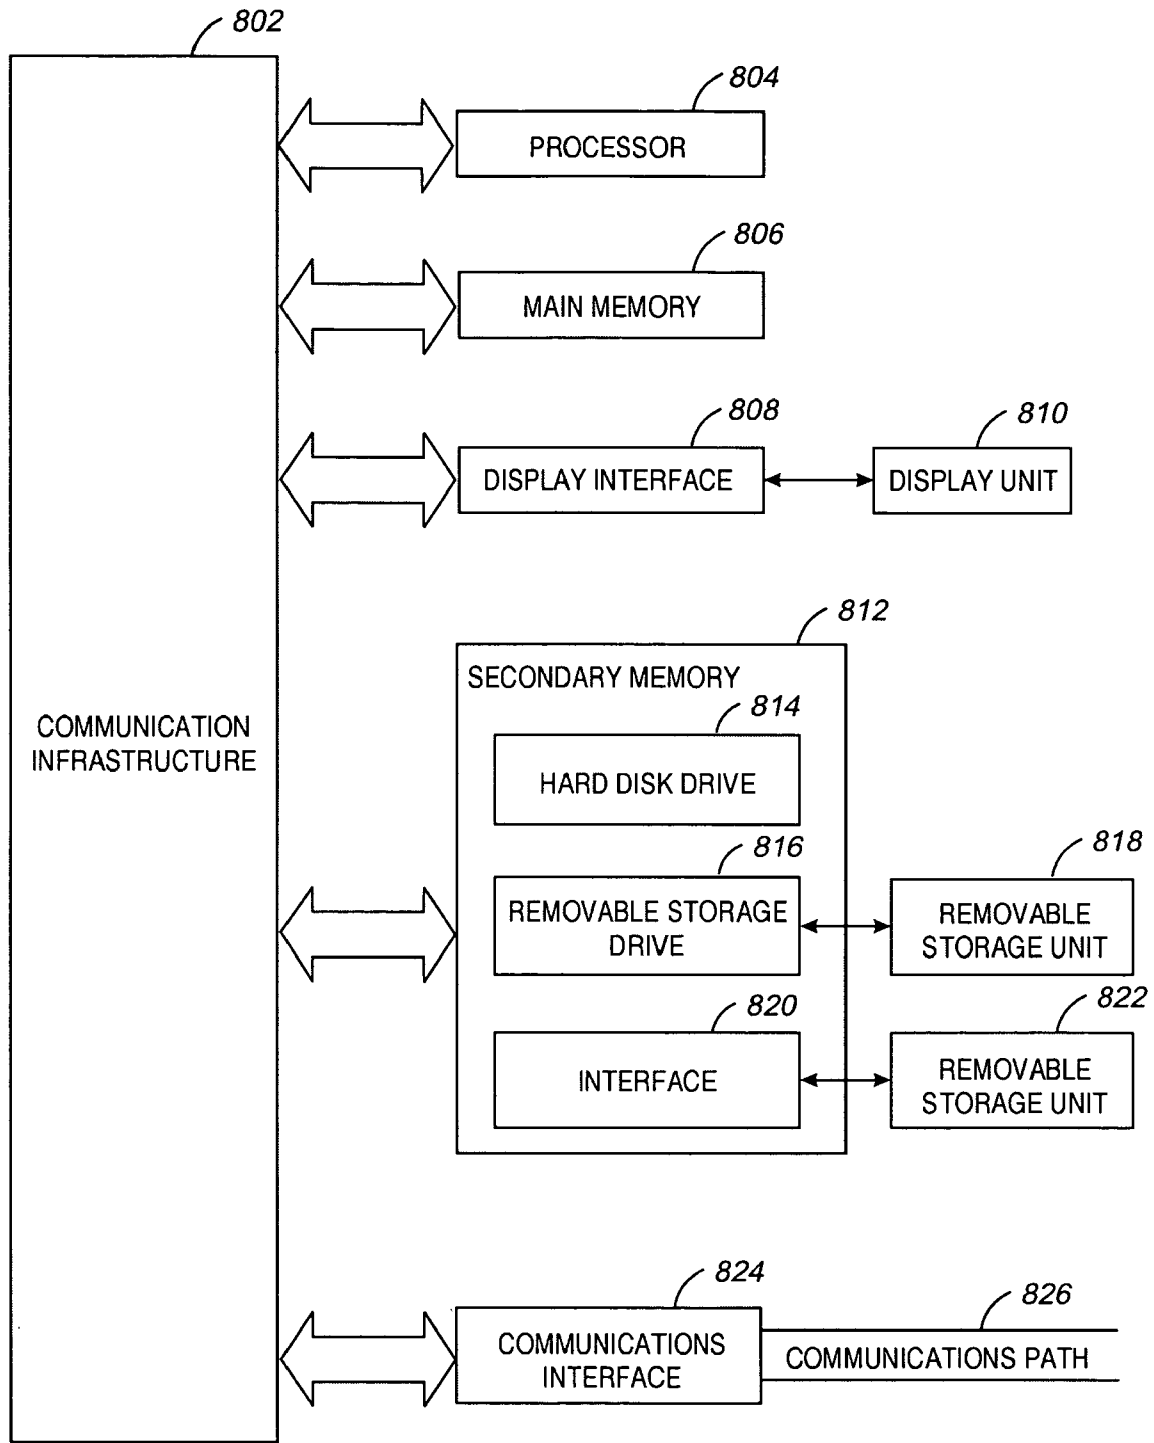 802
804
PROCESSOR
806
MAIN MEMORY
808
DISPLAY INTERFACE
810
DISPLAY UNIT
812
SECONDARY MEMORY
814
HARD DISK DRIVE
COMMUNICATION
INFRASTRUCTURE
816
REMOVABLE STORAGE
DRIVE
818
REMOVABLE
STORAGE UNIT
820
INTERFACE
822
REMOVABLE
STORAGE UNIT
824
COMMUNICATIONS
INTERFACE
826
COMMUNICATIONS PATH